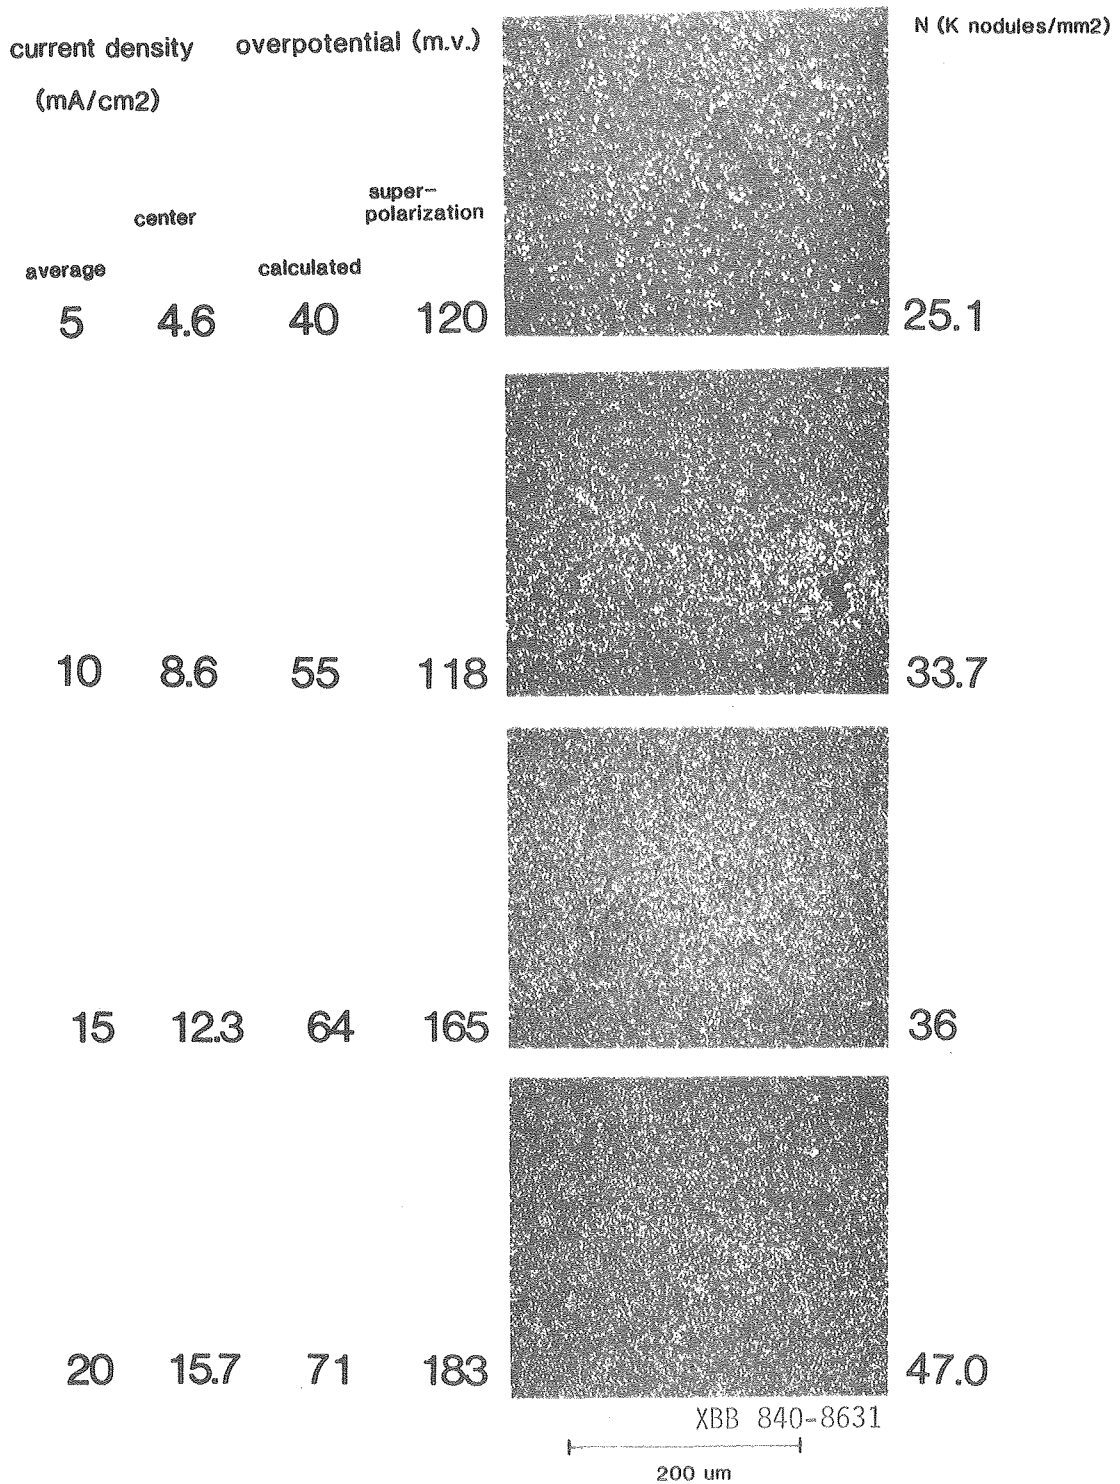 current density overpotential (m.v.) N (K nodules/mm2)
(mA/cm2)
super-
center polarization
average calculated
5 4.6 40 120 25.1
10 8.6 55 118 33.7
15 12.3 64 165 36
20 15.7 71 183 47.0
XBB 840-8631
200 um